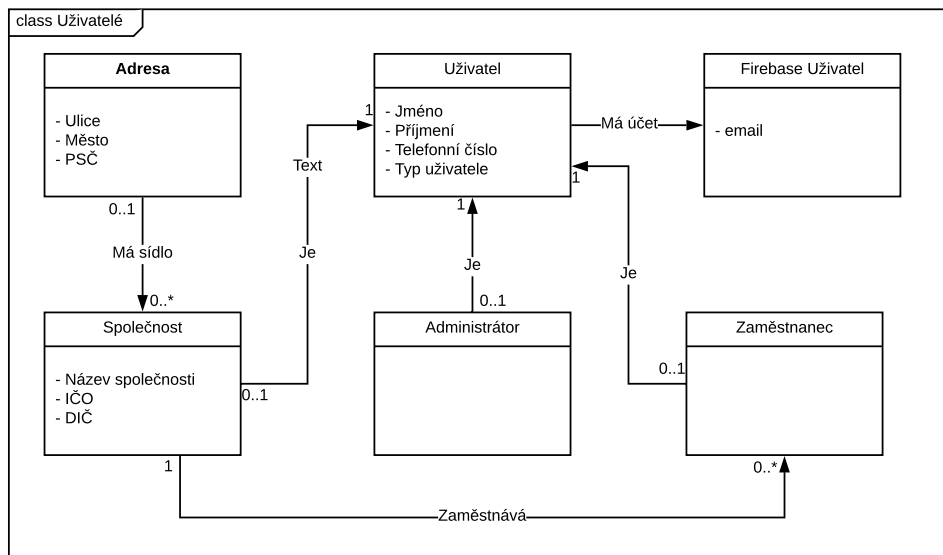 class Uživatelé
Adresa
- Ulice
- Město
- PSČ
Uživatel
- Jméno
- Příjmení
- Telefonní číslo
- Typ uživatele
Firebase Uživatel
- email
1
Text
Má účet
1
0..1
Má sídlo
0..*
Je
1
Je
0..1
Je
Společnost
- Název společnosti
- IČO
- DIČ
0..1
Administrátor
Zaměstnanec
0..1
1
0..*
Zaměstnává